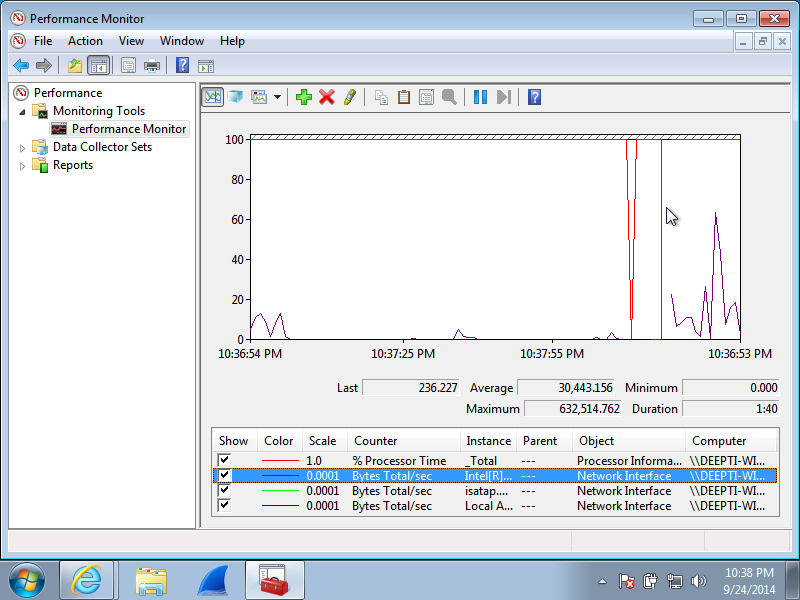 Performance Monitor
File Action View Window Help
Performance
Monitoring Tools
Performance Monitor
Data Collector Sets
Reports
100
80
60
40
20
0
10:36:54 PM 10:37:25 PM 10:37:55 PM 10:36:53 PM
Last 236.227 Average 30,443.156 Minimum 0.000
Maximum 632,514.762 Duration 1:40
Show Color Scale Counter Instance Parent Object Computer
1.0 % Processor Time _Total --- Processor Informa... \\DEEPTI-WI...
0.0001 Bytes Total/sec Intel[R]... --- Network Interface \\DEEPTI-WI...
0.0001 Bytes Total/sec isatap.... --- Network Interface \\DEEPTI-WI...
0.0001 Bytes Total/sec Local A... --- Network Interface \\DEEPTI-WI...
10:38 PM
9/24/2014